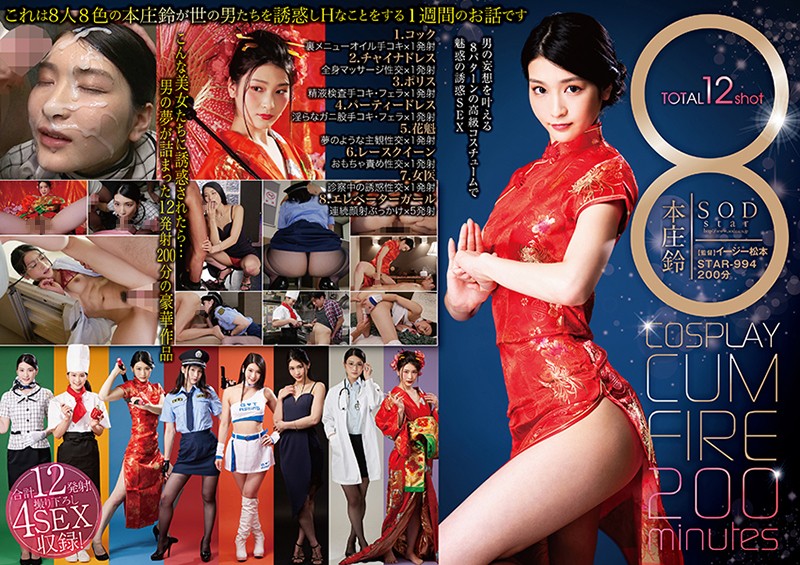 これは8人8色の本庄鈴が世の男たちを誘惑しHなことをする1週間のお話です
こんな美女たちに誘惑されたら…
男の夢が詰まった12発射200分の豪華作品
1.コック
裏メニューオイル手コキ×1発射
2.チャイナドレス
全身マッサージ性交×1発射
3.ポリス
精液検査手コキ・フェラ×1発射
4.パーティードレス
淫らなガニ股手コキ・フェラ×1発射
5.花魁
夢のような主観性交×1発射
6.レースクイーン
おもちゃ責め性交×1発射
7.女医
診察中の誘惑性交×1発射
8.エレベーターガール
連続顔射ぶっかけ×5発射
合計12発射!
撮り下ろし
4SEX
収録!
男の妄想を叶える
8パターンの高級コスチュームで
魅惑の誘惑SEX
TOTAL12shot
本庄鈴
SOD
star
【監督】イージー松本
STAR-994
200分
COSPLAY
CUM
FIRE
200
minutes